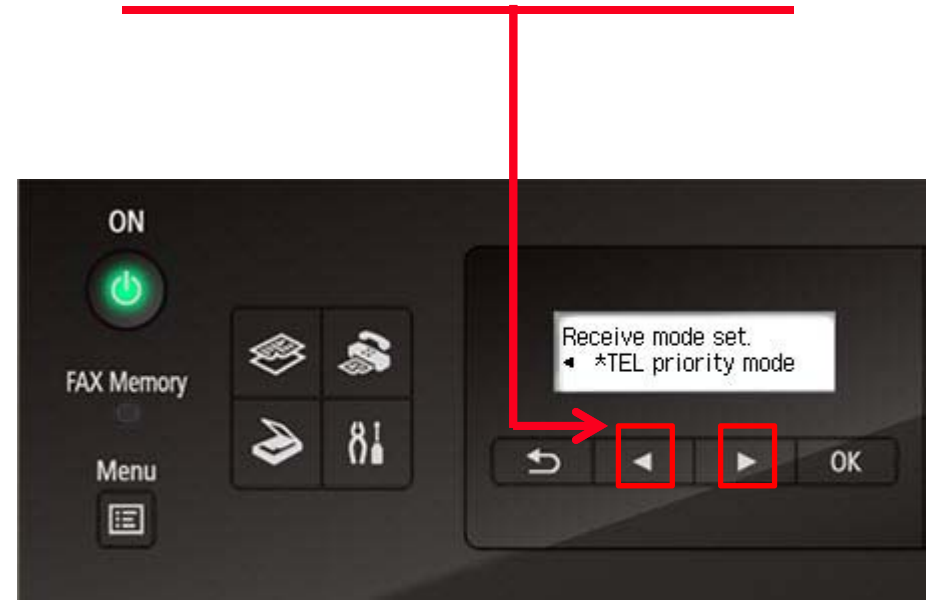 ON
FAX Memory
Menu
Receive mode set.
◄ *TEL priority mode
OK